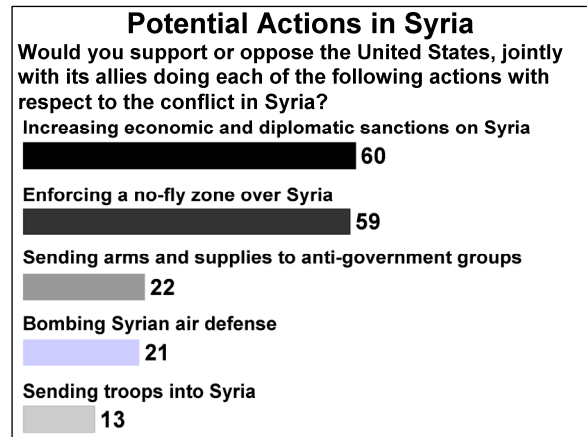 Potential Actions in Syria
Would you support or oppose the United States, jointly
with its allies doing each of the following actions with
respect to the conflict in Syria?
Increasing economic and diplomatic sanctions on Syria
60
Enforcing a no-fly zone over Syria
59
Sending arms and supplies to anti-government groups
22
Bombing Syrian air defense
21
Sending troops into Syria
13